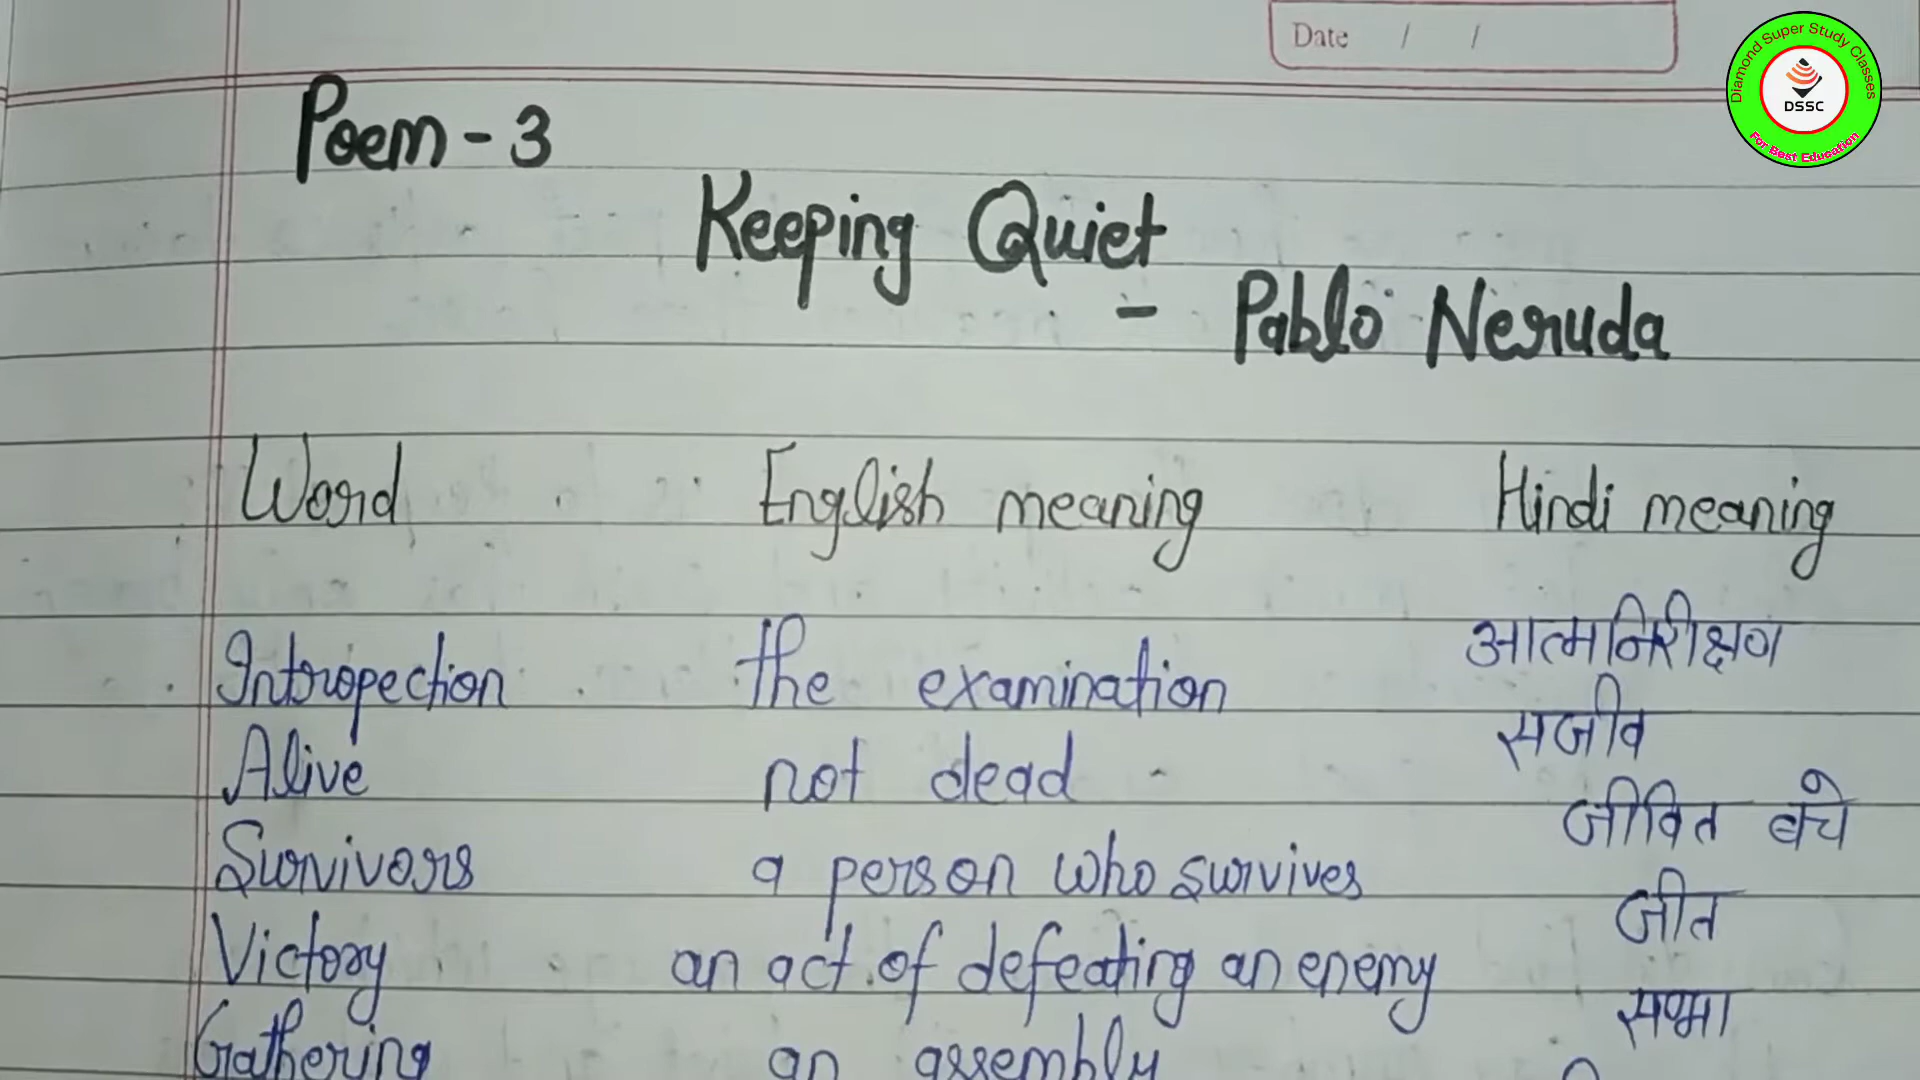 Date / /
Diamond Super Study Classes
DSSC
For Best Education
Poem - 3
Keeping Quiet
- Pablo Neruda
Word English meaning Hindi meaning
Intropection the examination आत्मनिरीक्षण
Alive not dead सजीव
Survivors a person who survives जीवित बचे
Victory an act of defeating an enemy जीत
Gathering an assembly सभा